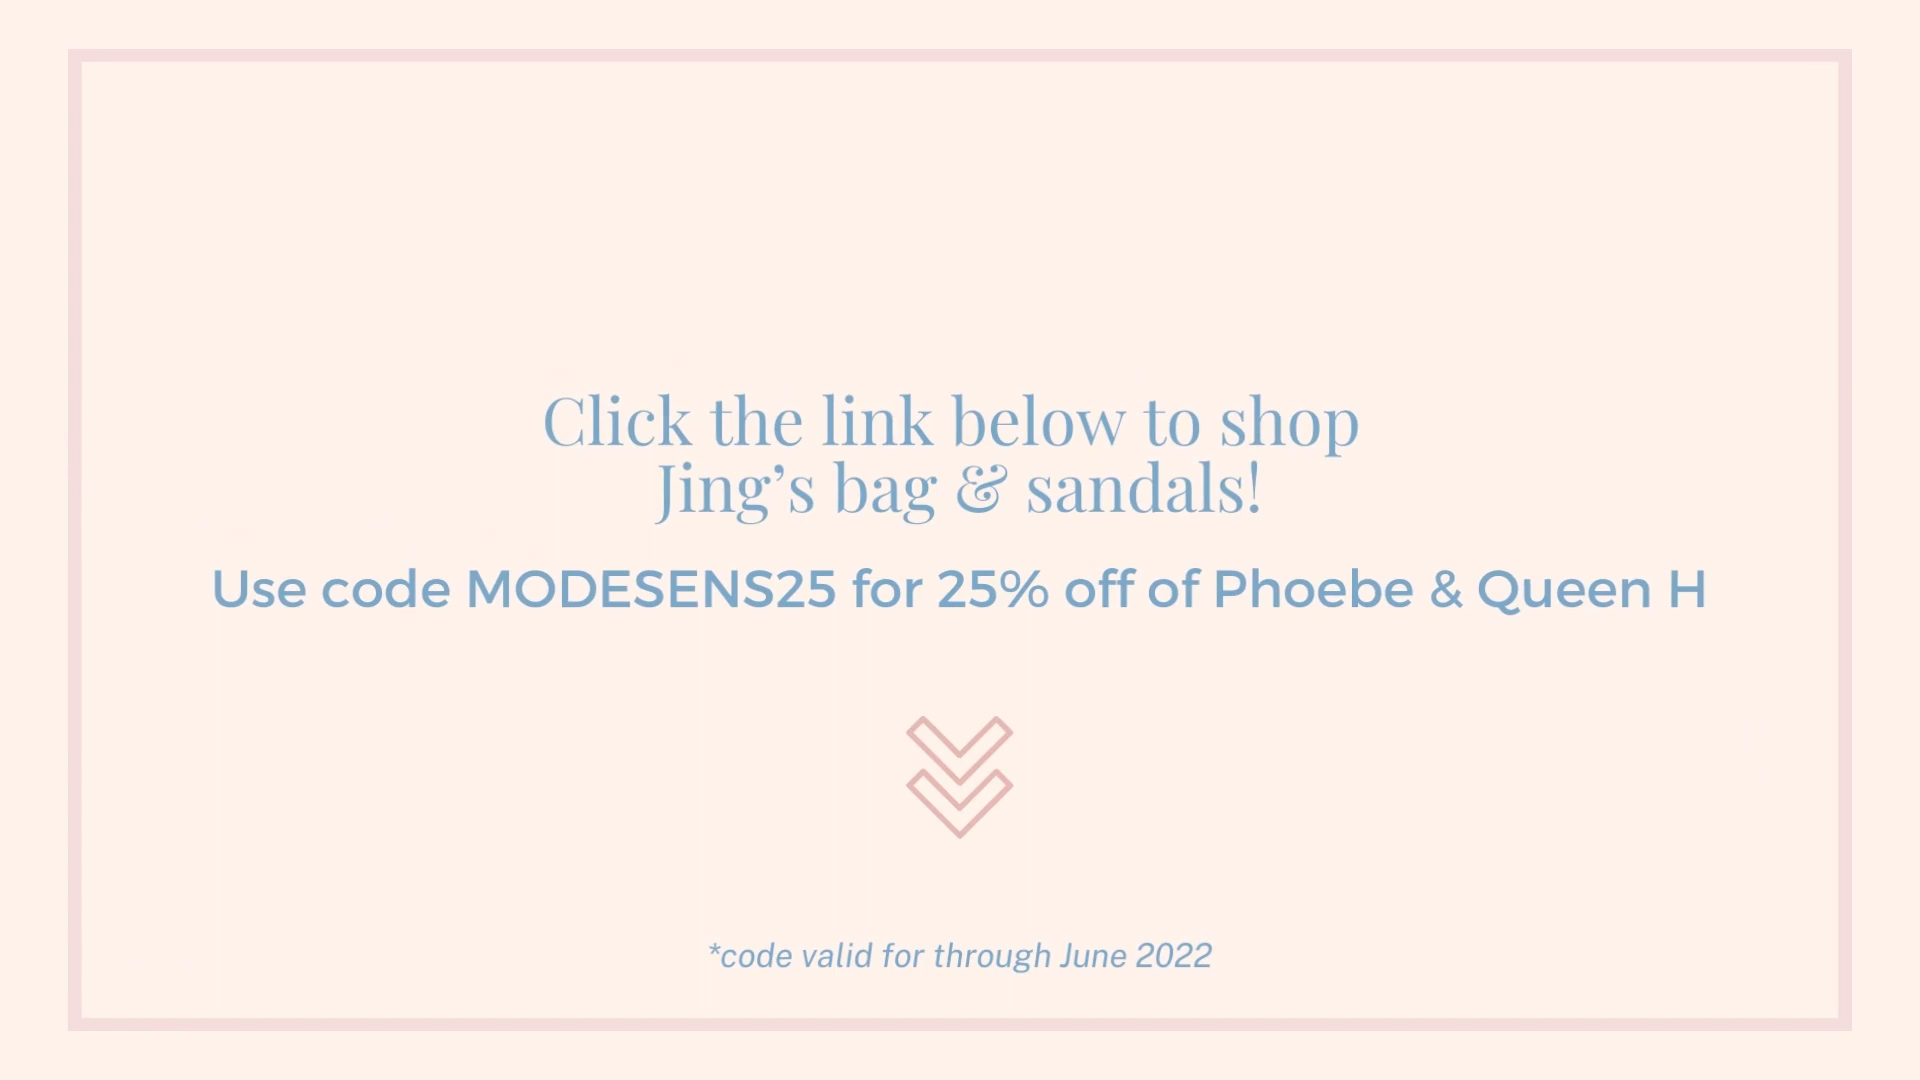 Click the link below to shop
Jing’s bag & sandals!
Use code MODESENS25 for 25% off of Phoebe & Queen H
*code valid for through June 2022